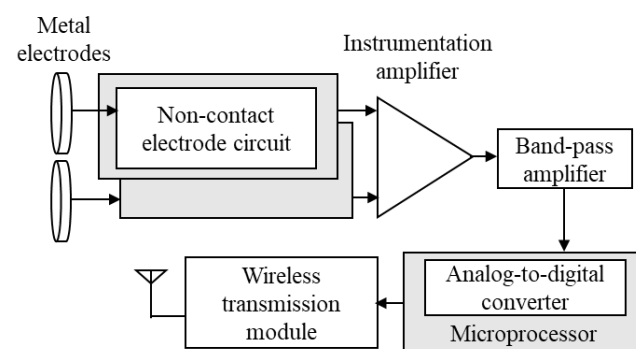 Metal
electrodes
Instrumentation
amplifier
Non-contact
electrode circuit
Band-pass
amplifier
Wireless
transmission
module
Analog-to-digital
converter
Microprocessor